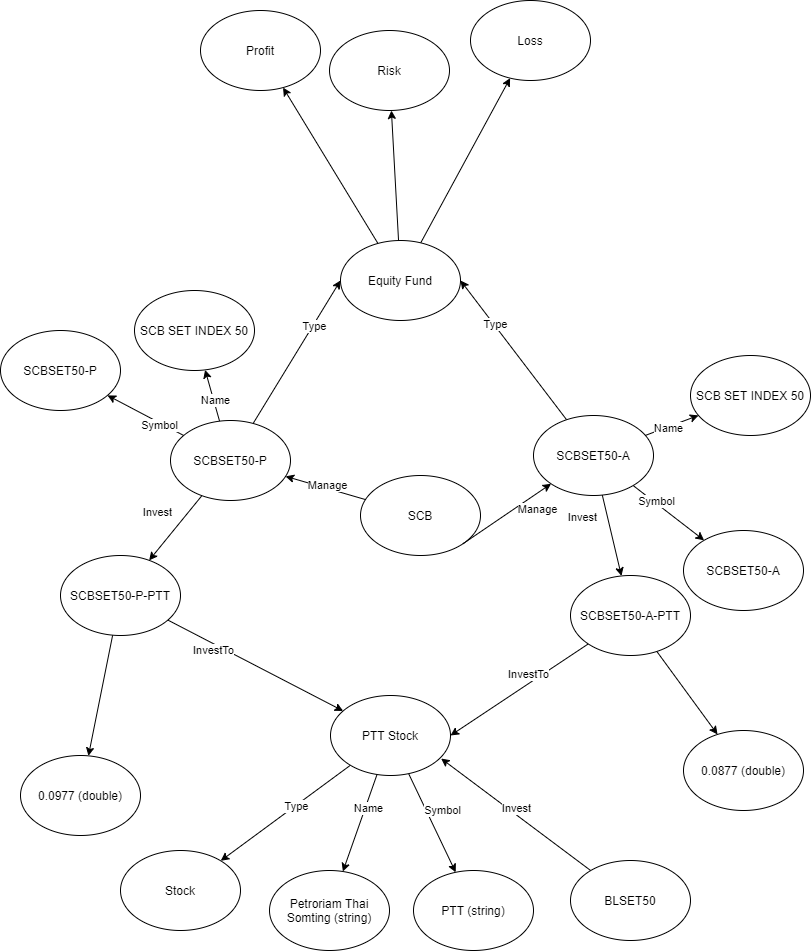 Loss
Profit
Risk
Equity Fund
Type
Type
SCB SET INDEX 50
SCBSET50-P
SCB SET INDEX 50
Name
Symbol
Name
SCBSET50-P
SCBSET50-A
Manage
Symbol
Invest
SCB
Manage
Invest
SCBSET50-A
SCBSET50-P-PTT
SCBSET50-A-PTT
InvestTo
InvestTo
PTT Stock
0.0977 (double)
0.0877 (double)
Type
Name
Symbol
Invest
Stock
Petroriam Thai
Somting (string)
PTT (string)
BLSET50